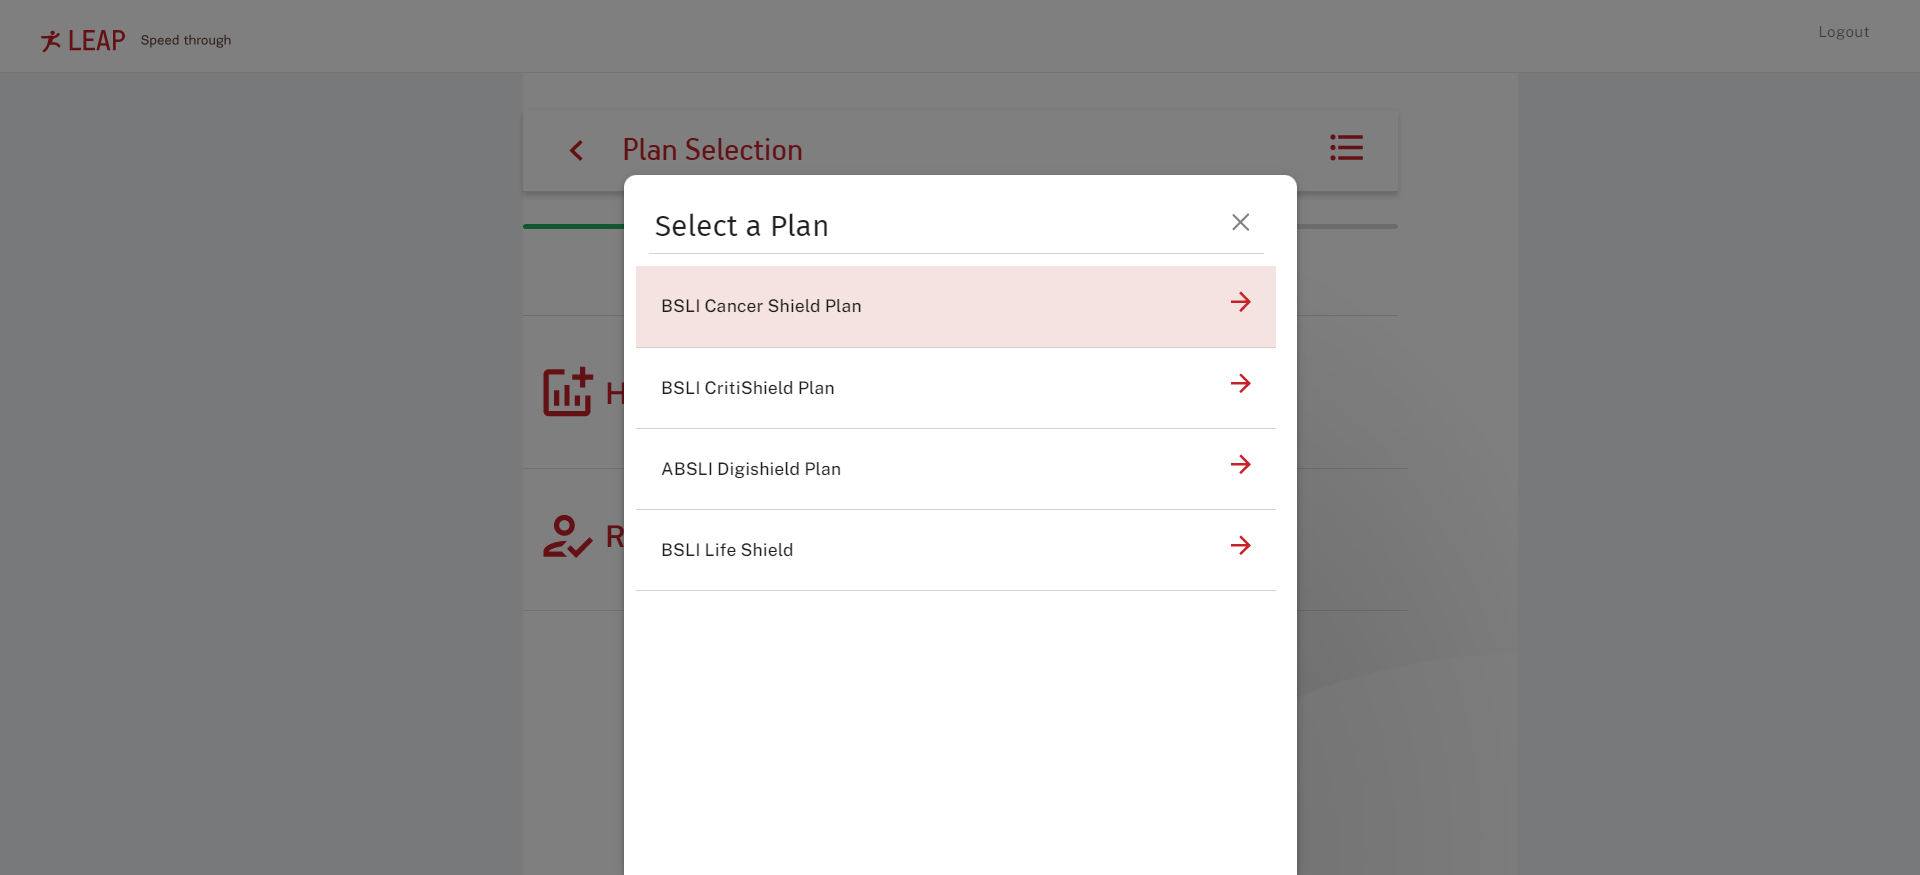 LEAP Speed through
Logout
Plan Selection
Select a Plan
BSLI Cancer Shield Plan
BSLI CritiShield Plan
H
ABSLI Digishield Plan
R
BSLI Life Shield